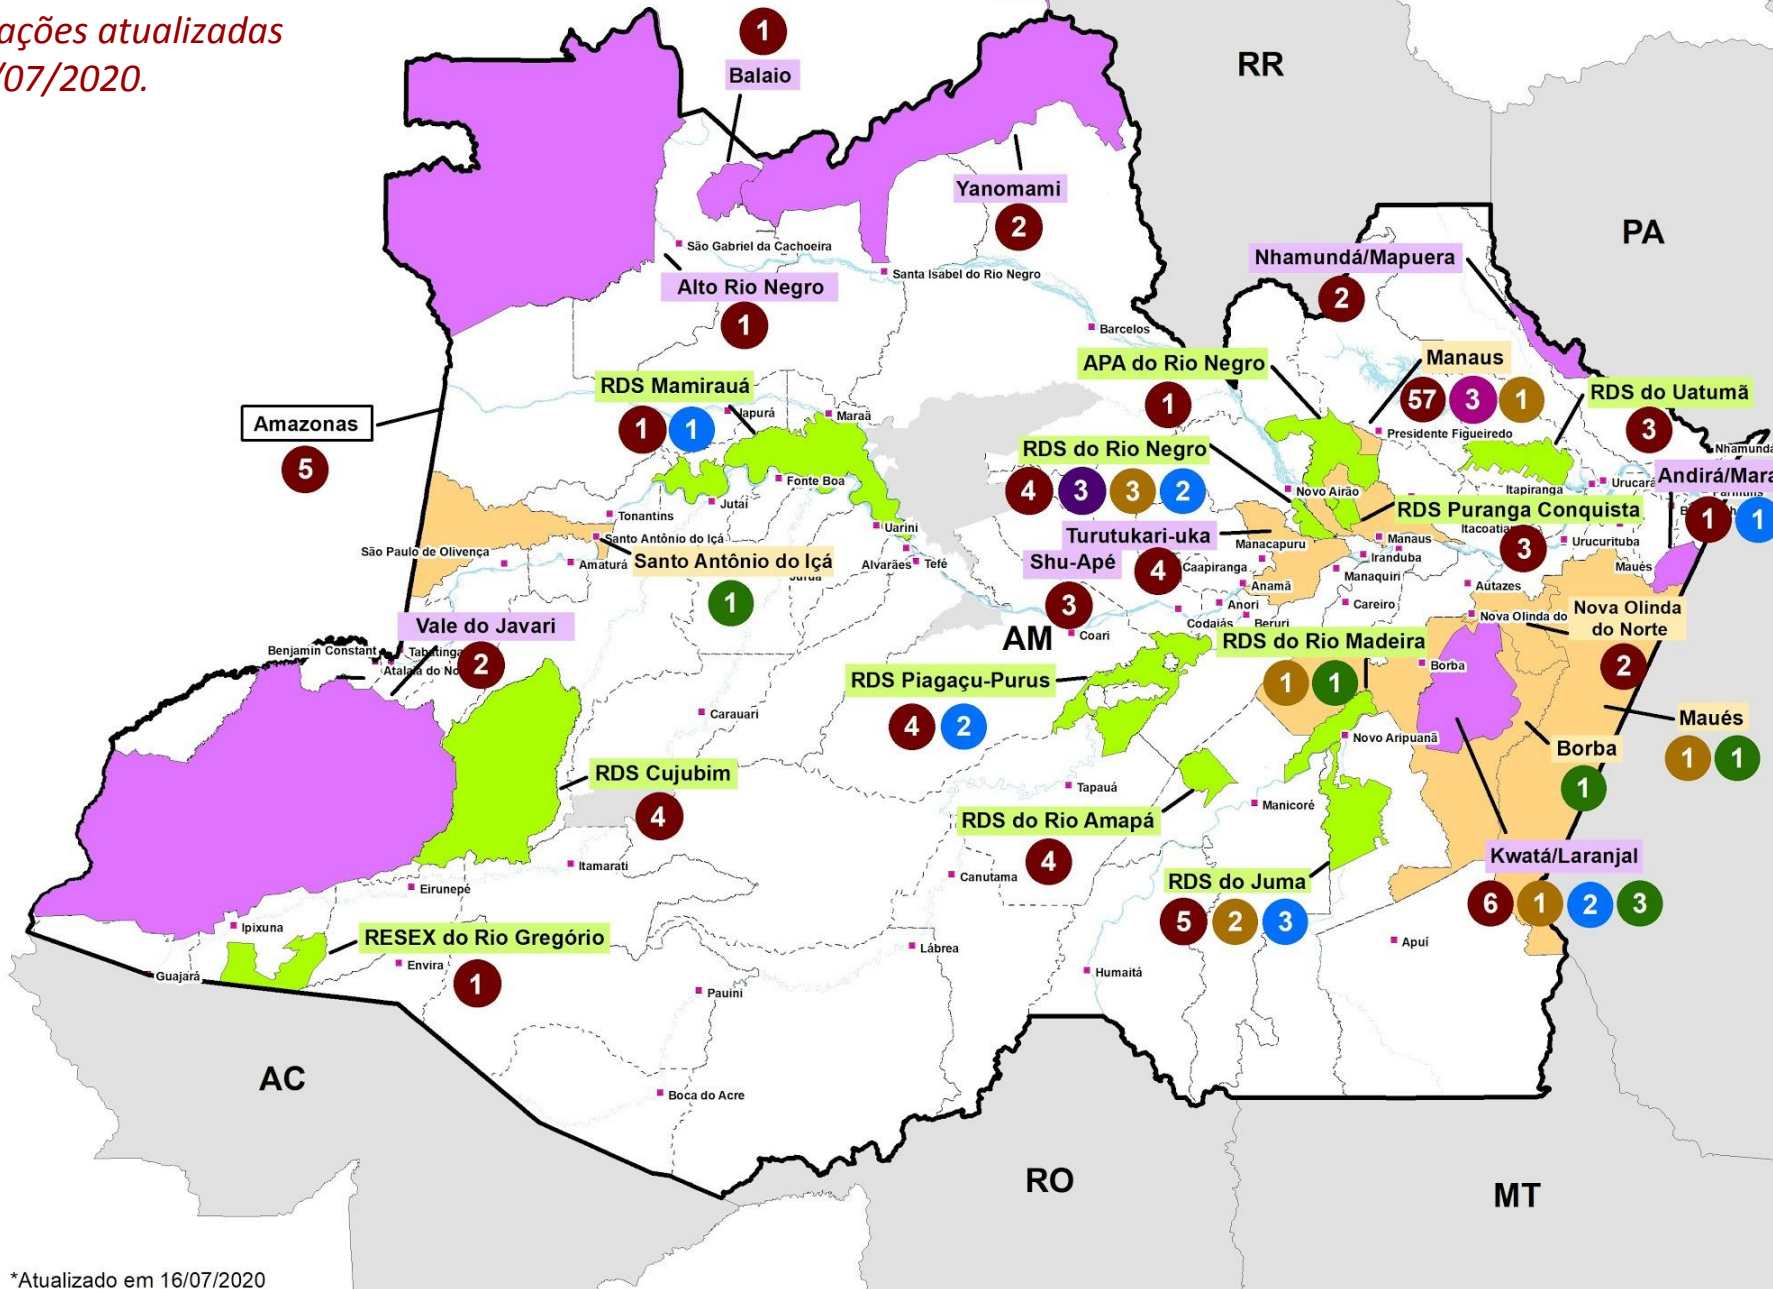 ações atualizadas
/07/2020.
1
Balaio
RR
Yanomami
2
PA
São Gabriel da Cachoeira
Santa Isabel do Rio Negro
Alto Rio Negro
1
Nhamundá/Mapuera
2
Barcelos
APA do Rio Negro
1
Manaus
57 3 1
Presidente Figueiredo
RDS do Uatumã
3
Nhamundá
RDS Mamirauá
1 1
Japurá
Maraã
Amazonas
5
Fonte Boa
Jutaí
Tonantins
Uarini
Santo Antônio do Içá
São Paulo de Olivença
Amaturá
Santo Antônio do Içá
1
Alvarães
Tefé
RDS do Rio Negro
4 3 3 2
Novo Airão
Itapiranga
Urucará
Andirá/Mara
1 1
RDS Puranga Conquista
3
Urucurituba
Turutukari-uka
4
Manacapuru
Manaus
Iranduba
Shu-Apé
3
Caapiranga
Manaquiri
Maués
Anamã
Autazes
Anori
Careiro
Codajás
Beruri
Coari
AM
Nova Olinda do
Nova Olinda
do Norte
2
Vale do Javari
2
Benjamin Constant
Tabatinga
Atalaia do No
RDS do Rio Madeira
1 1
Borba
RDS Piagaçu-Purus
4 2
Carauari
Novo Aripuanã
Maués
1 1
Borba
1
RDS Cujubim
4
Tapauá
Manicoré
RDS do Rio Amapá
4
Kwatá/Laranjal
6 1 2 3
Itamarati
Eirunepé
Canutama
RDS do Juma
5 2 3
Ipixuna
RESEX do Rio Gregório
1
Lábrea
Apuí
Envira
Guajará
Humaitá
Pauini
AC
Boca do Acre
RO
MT
*Atualizado em 16/07/2020